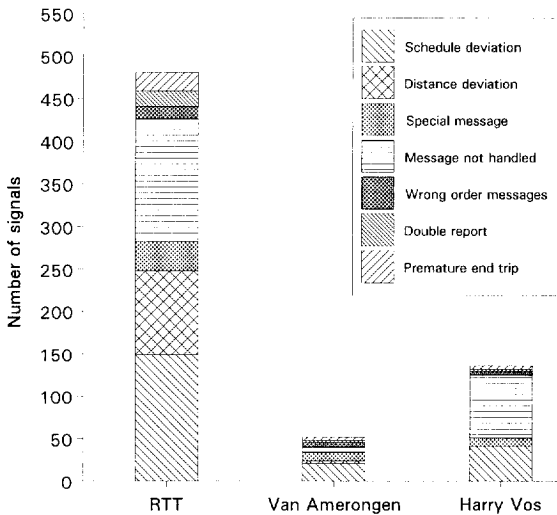 550
500
450
400
350
300
250
200
150
100
50
0
Number of signals
Schedule deviation
Distance deviation
Special message
Message not handled
Wrong order messages
Double report
Premature end trip
RTT
Van Amerongen
Harry Vos